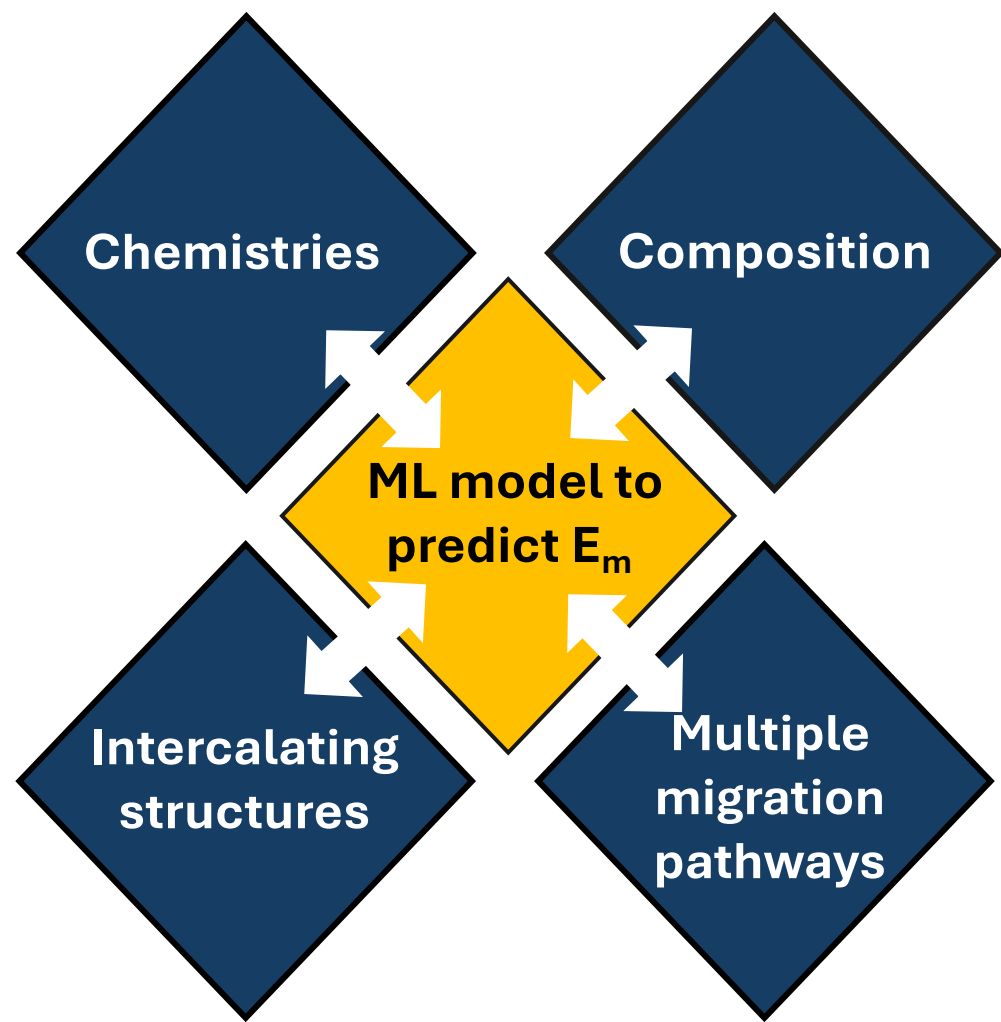 Chemistries
Composition
ML model to
predict Eₘ
Intercalating
structures
Multiple
migration
pathways